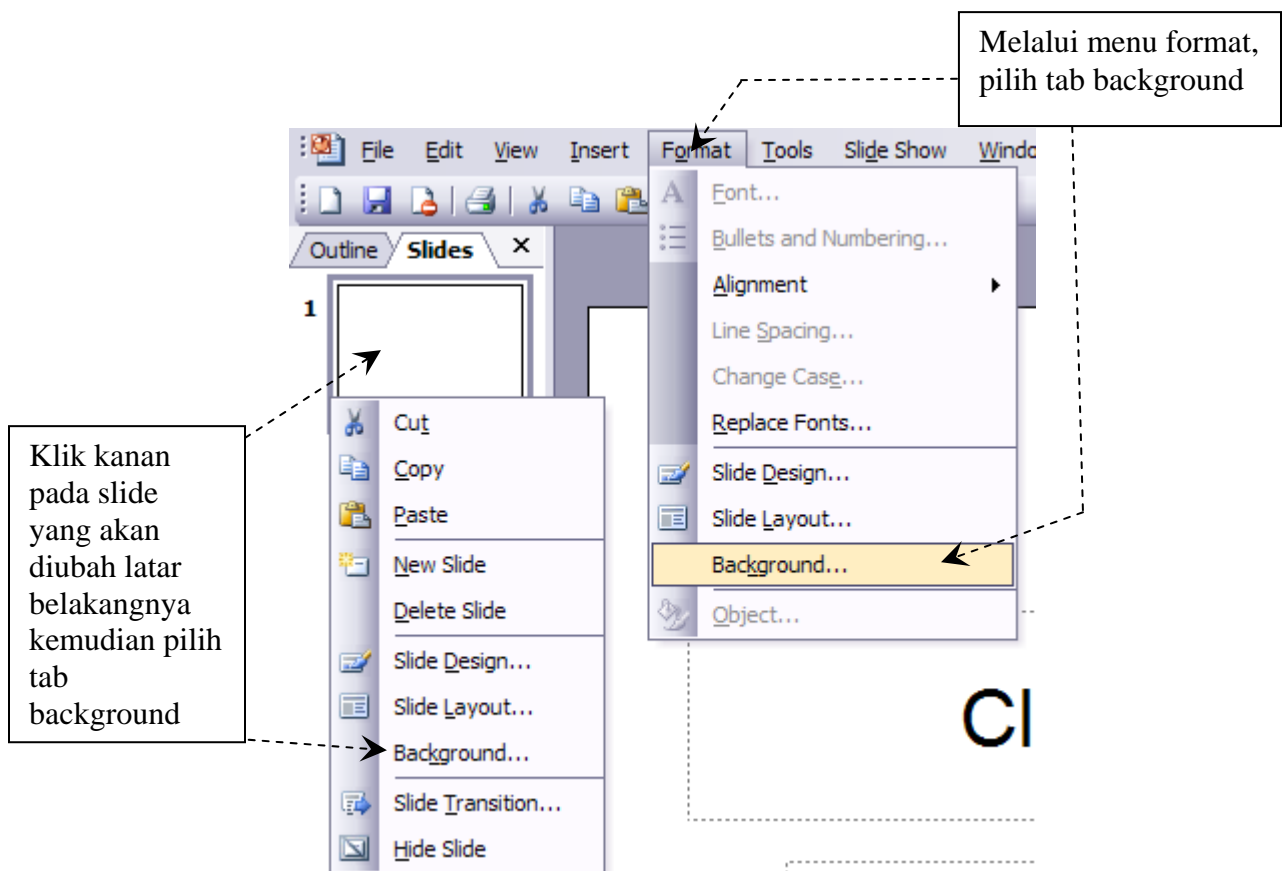 Melalui menu format,
pilih tab background
File Edit View Insert Format Tools Slide Show Windo
Outline Slides
1
Font...
Bullets and Numbering...
Alignment
Line Spacing...
Change Case...
Replace Fonts...
Slide Design...
Slide Layout...
Background...
Object...
Klik kanan
pada slide
yang akan
diubah latar
belakangnya
kemudian pilih
tab
background
Cut
Copy
Paste
New Slide
Delete Slide
Slide Design...
Slide Layout...
Background...
Slide Transition...
Hide Slide
Cl